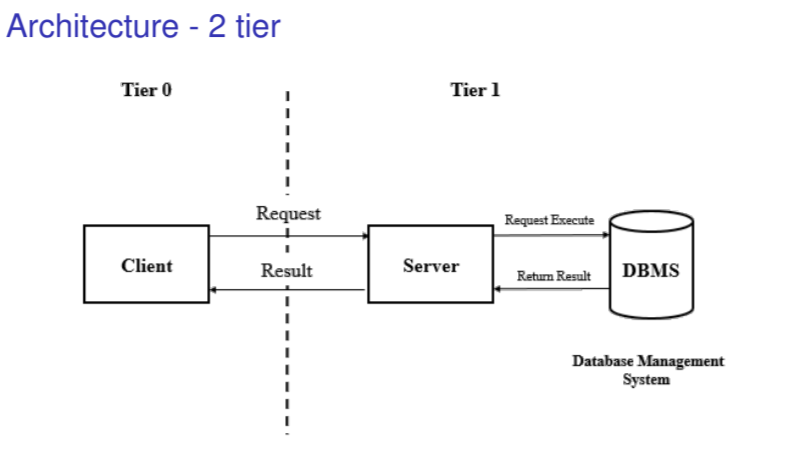 Architecture - 2 tier
Tier 0
Tier 1
Request
Request Execute
Client
Result
Server
Return Result
DBMS
Database Management
System